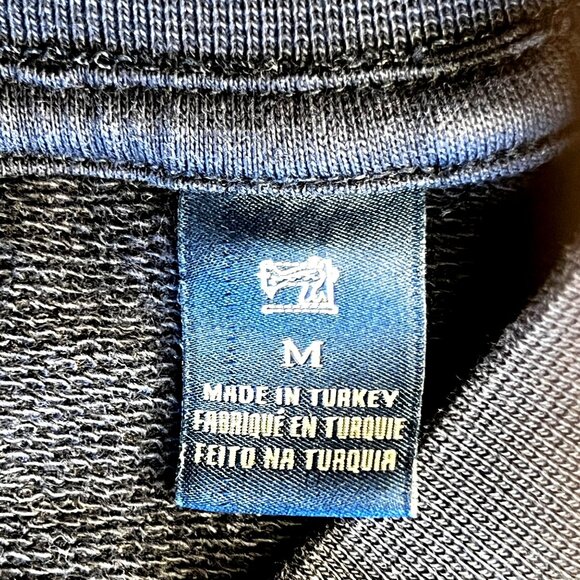 M
MADE IN TURKEY
FABRIQUÉ EN TURQUIE
FEITO NA TURQUIA